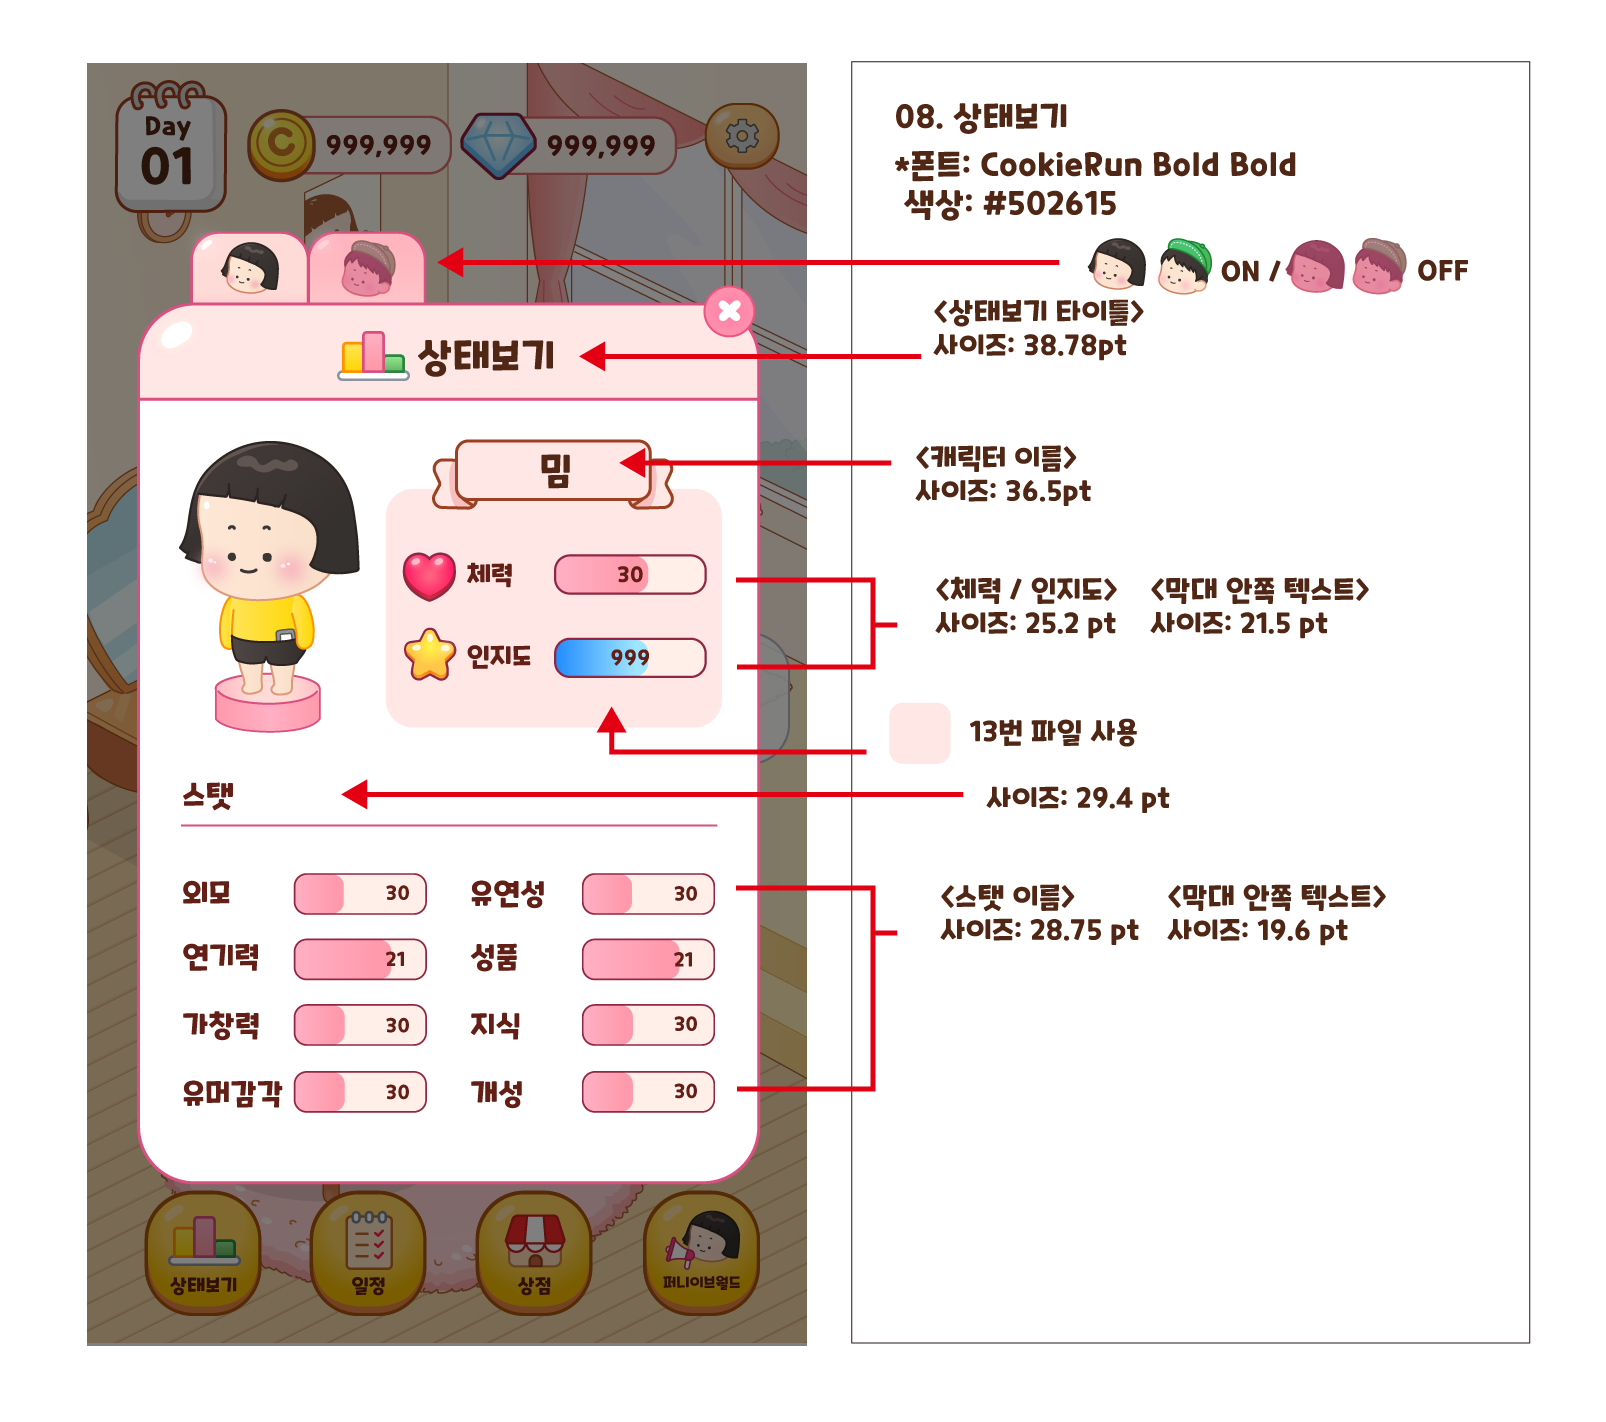 Day
01
999,999
999,999
상태보기
밈
체력
30
인지도
999
스탯
외모
30
유연성
30
연기력
21
성품
21
가창력
30
지식
30
유머감각
30
개성
30
상태보기
일정
상점
퍼니이브월드
08. 상태보기
*폰트: CookieRun Bold Bold
색상: #502615
ON /
OFF
<상태보기 타이틀>
사이즈: 38.78pt
<캐릭터 이름>
사이즈: 36.5pt
<체력 / 인지도>
사이즈: 25.2 pt
<막대 안쪽 텍스트>
사이즈: 21.5 pt
13번 파일 사용
사이즈: 29.4 pt
<스탯 이름>
사이즈: 28.75 pt
<막대 안쪽 텍스트>
사이즈: 19.6 pt